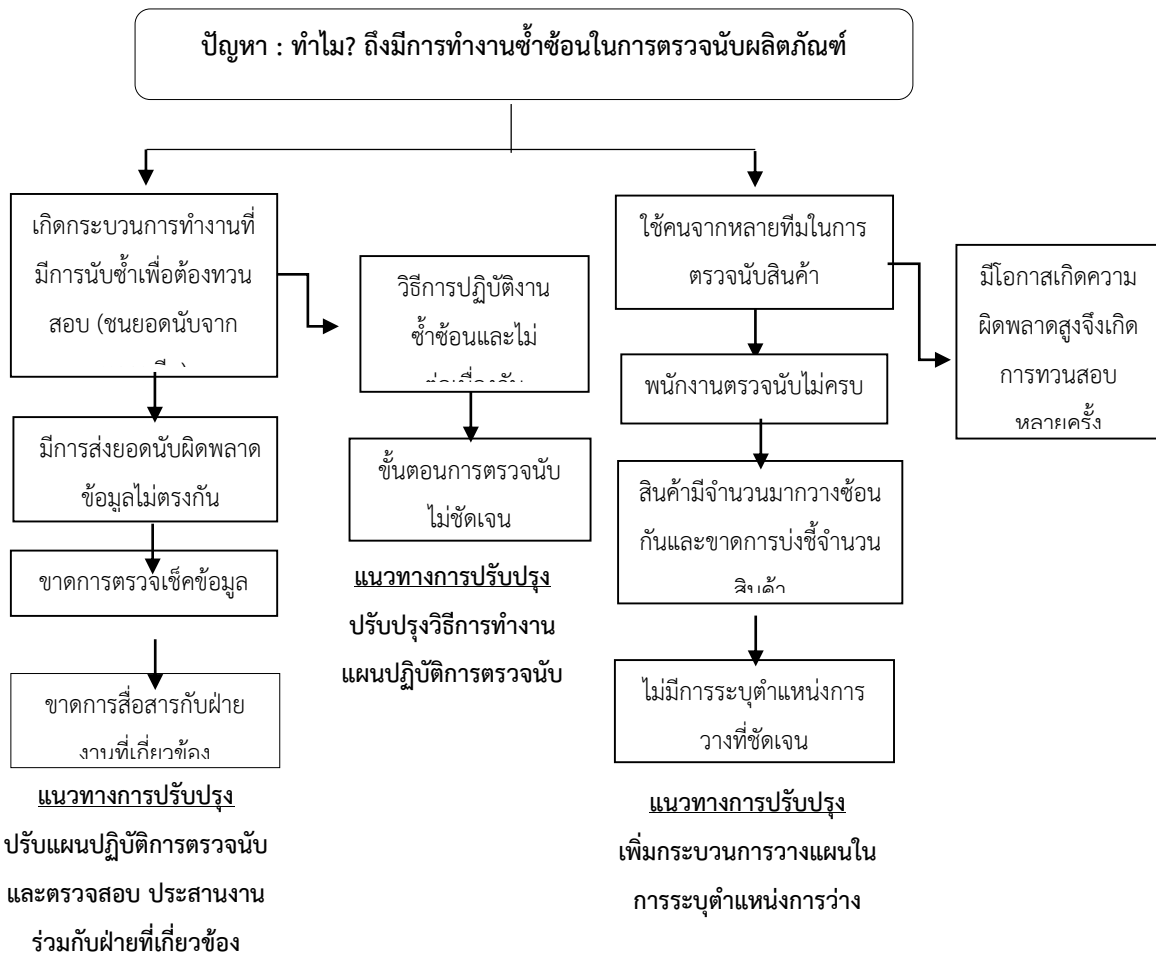 ปัญหา : ทำไม? ถึงมีการทำงานซ้ำซ้อนในการตรวจนับผลิตภัณฑ์
เกิดกระบวนการทำงานที่
มีการนับซ้ำเพื่อต้องทวน
สอบ (ชนยอดนับจาก
วิธีการปฏิบัติงาน
ซ้ำซ้อนและไม่
ต่อเนื่องกัน
ใช้คนจากหลายทีมในการ
ตรวจนับสินค้า
มีโอกาสเกิดความ
ผิดพลาดสูงจึงเกิด
การทวนสอบ
หลายครั้ง
มีการส่งยอดนับผิดพลาด
ข้อมูลไม่ตรงกัน
ขั้นตอนการตรวจนับ
ไม่ชัดเจน
พนักงานตรวจนับไม่ครบ
ขาดการตรวจเช็คข้อมูล
สินค้ามีจำนวนมากวางซ้อน
กันและขาดการบ่งชี้จำนวน
สินค้า
แนวทางการปรับปรุง
ปรับปรุงวิธีการทำงาน
แผนปฏิบัติการตรวจนับ
ขาดการสื่อสารกับฝ่าย
งานที่เกี่ยวข้อง
ไม่มีการระบุตำแหน่งการ
วางที่ชัดเจน
แนวทางการปรับปรุง
ปรับแผนปฏิบัติการตรวจนับ
และตรวจสอบ ประสานงาน
ร่วมกับฝ่ายที่เกี่ยวข้อง
แนวทางการปรับปรุง
เพิ่มกระบวนการวางแผนใน
การระบุตำแหน่งการว่าง